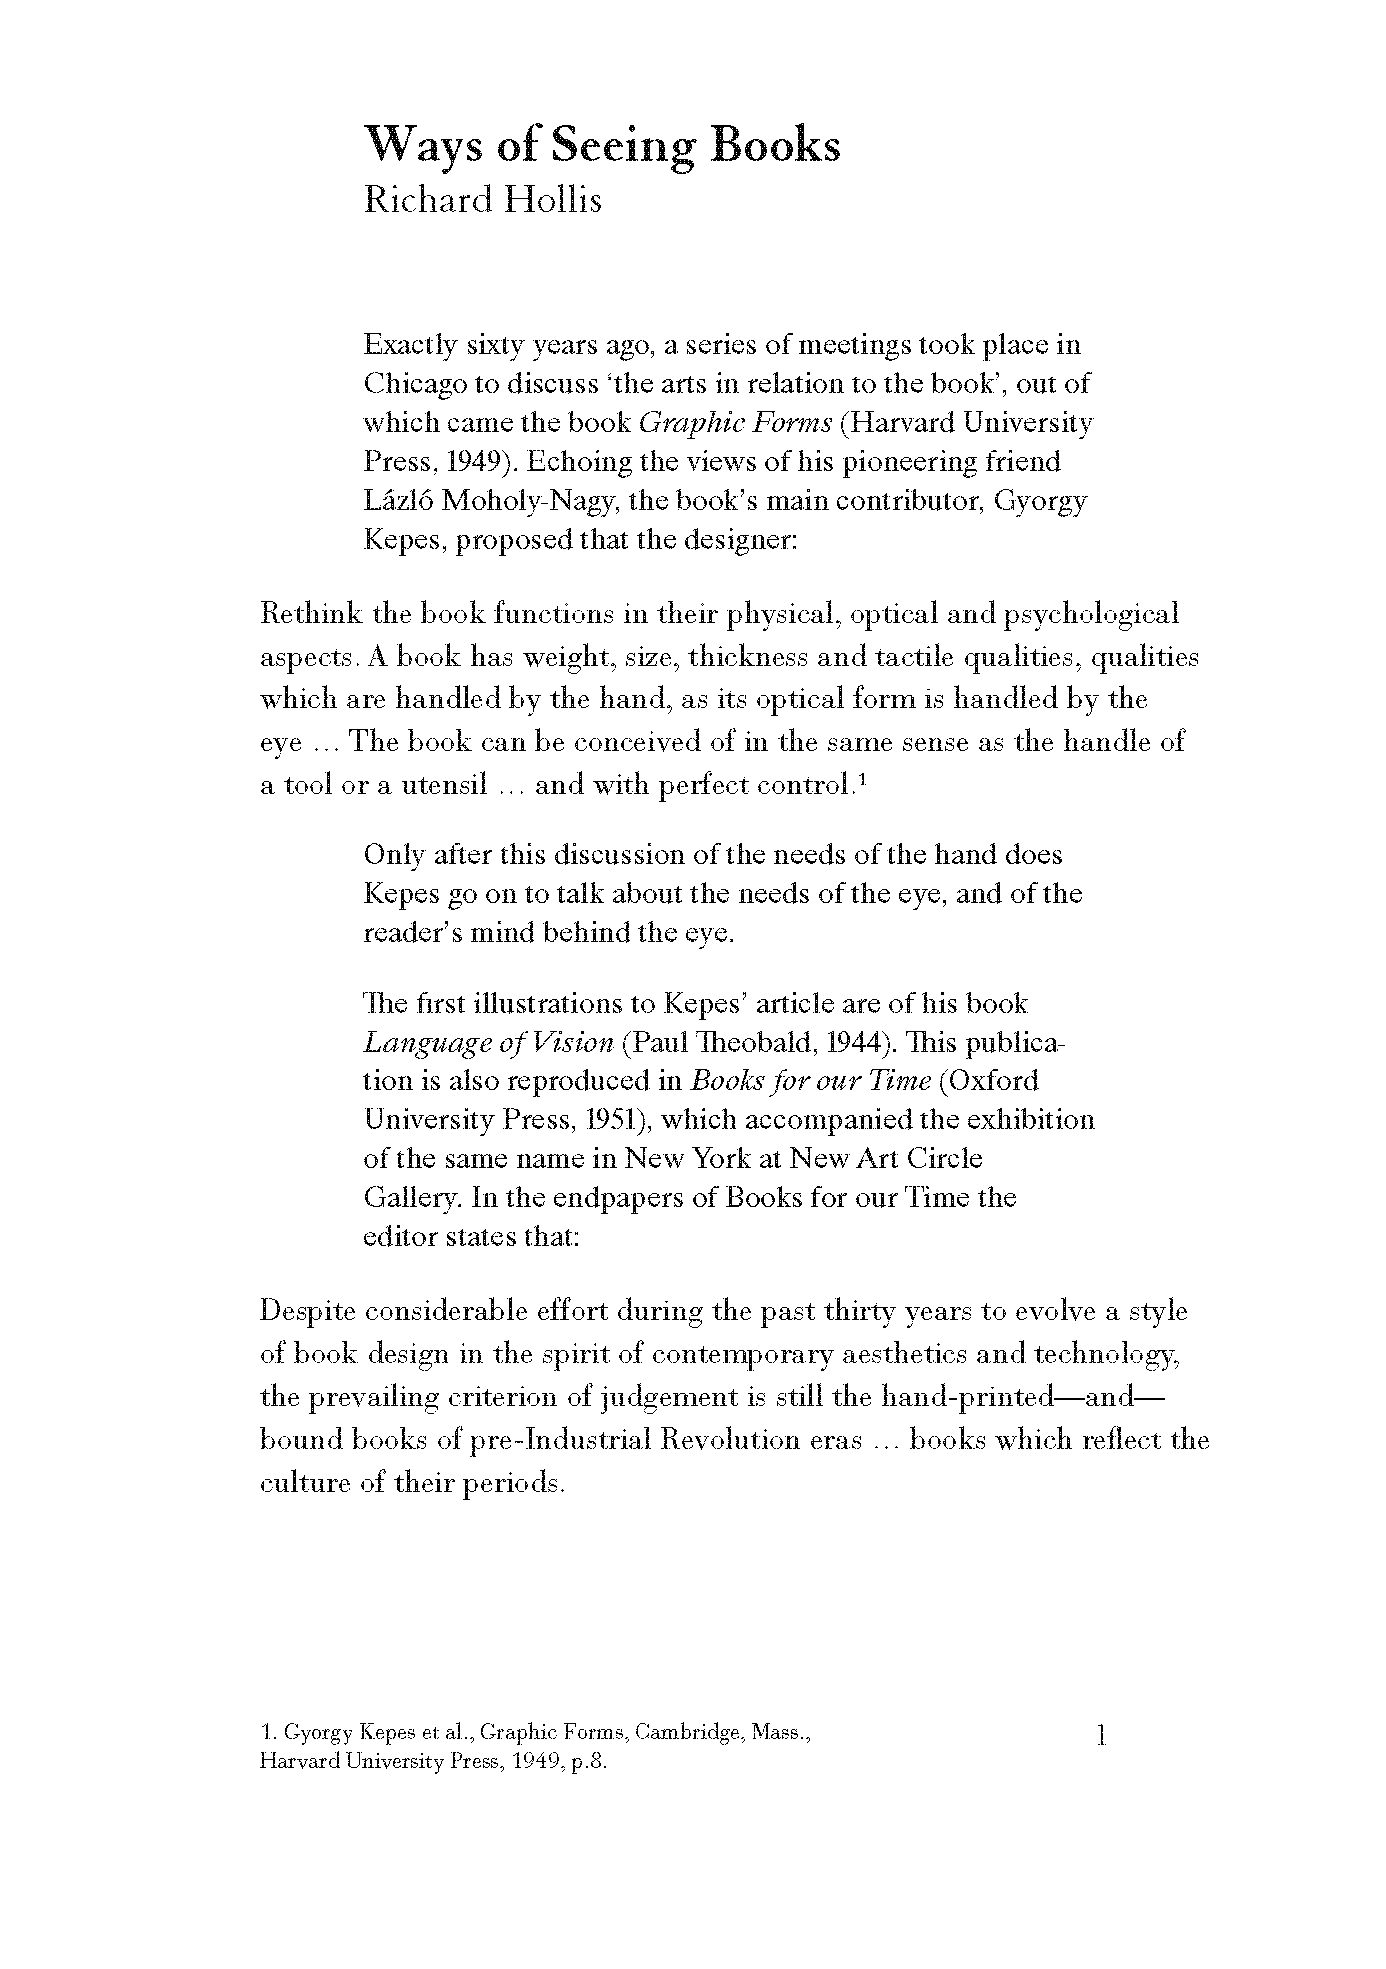 Ways of Seeing Books
Richard Hollis
Exactly sixty years ago, a series of meetings took place in
Chicago to discuss ‘the arts in relation to the book’, out of
which came the book Graphic Forms (Harvard University
Press, 1949). Echoing the views of his pioneering friend
Lázló Moholy-Nagy, the book’s main contributor, Gyorgy
Kepes, proposed that the designer:
Rethink the book functions in their physical, optical and psychological
aspects. A book has weight, size, thickness and tactile qualities, qualities
which are handled by the hand, as its optical form is handled by the
eye … The book can be conceived of in the same sense as the handle of
a tool or a utensil … and with perfect control.¹
Only after this discussion of the needs of the hand does
Kepes go on to talk about the needs of the eye, and of the
reader’s mind behind the eye.
The first illustrations to Kepes’ article are of his book
Language of Vision (Paul Theobald, 1944). This publica-
tion is also reproduced in Books for our Time (Oxford
University Press, 1951), which accompanied the exhibition
of the same name in New York at New Art Circle
Gallery. In the endpapers of Books for our Time the
editor states that:
Despite considerable effort during the past thirty years to evolve a style
of book design in the spirit of contemporary aesthetics and technology,
the prevailing criterion of judgement is still the hand-printed—and—
bound books of pre-Industrial Revolution eras … books which reflect the
culture of their periods.
1. Gyorgy Kepes et al., Graphic Forms, Cambridge, Mass.,
Harvard University Press, 1949, p.8.
1